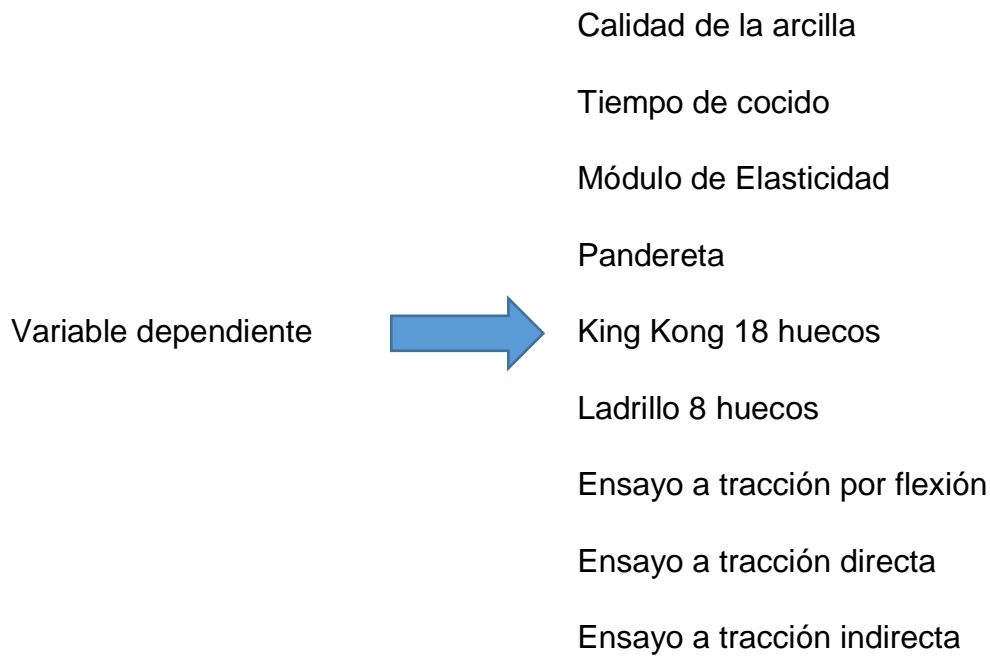 Calidad de la arcilla
Tiempo de cocido
Módulo de Elasticidad
Pandereta
Variable dependiente
King Kong 18 huecos
Ladrillo 8 huecos
Ensayo a tracción por flexión
Ensayo a tracción directa
Ensayo a tracción indirecta